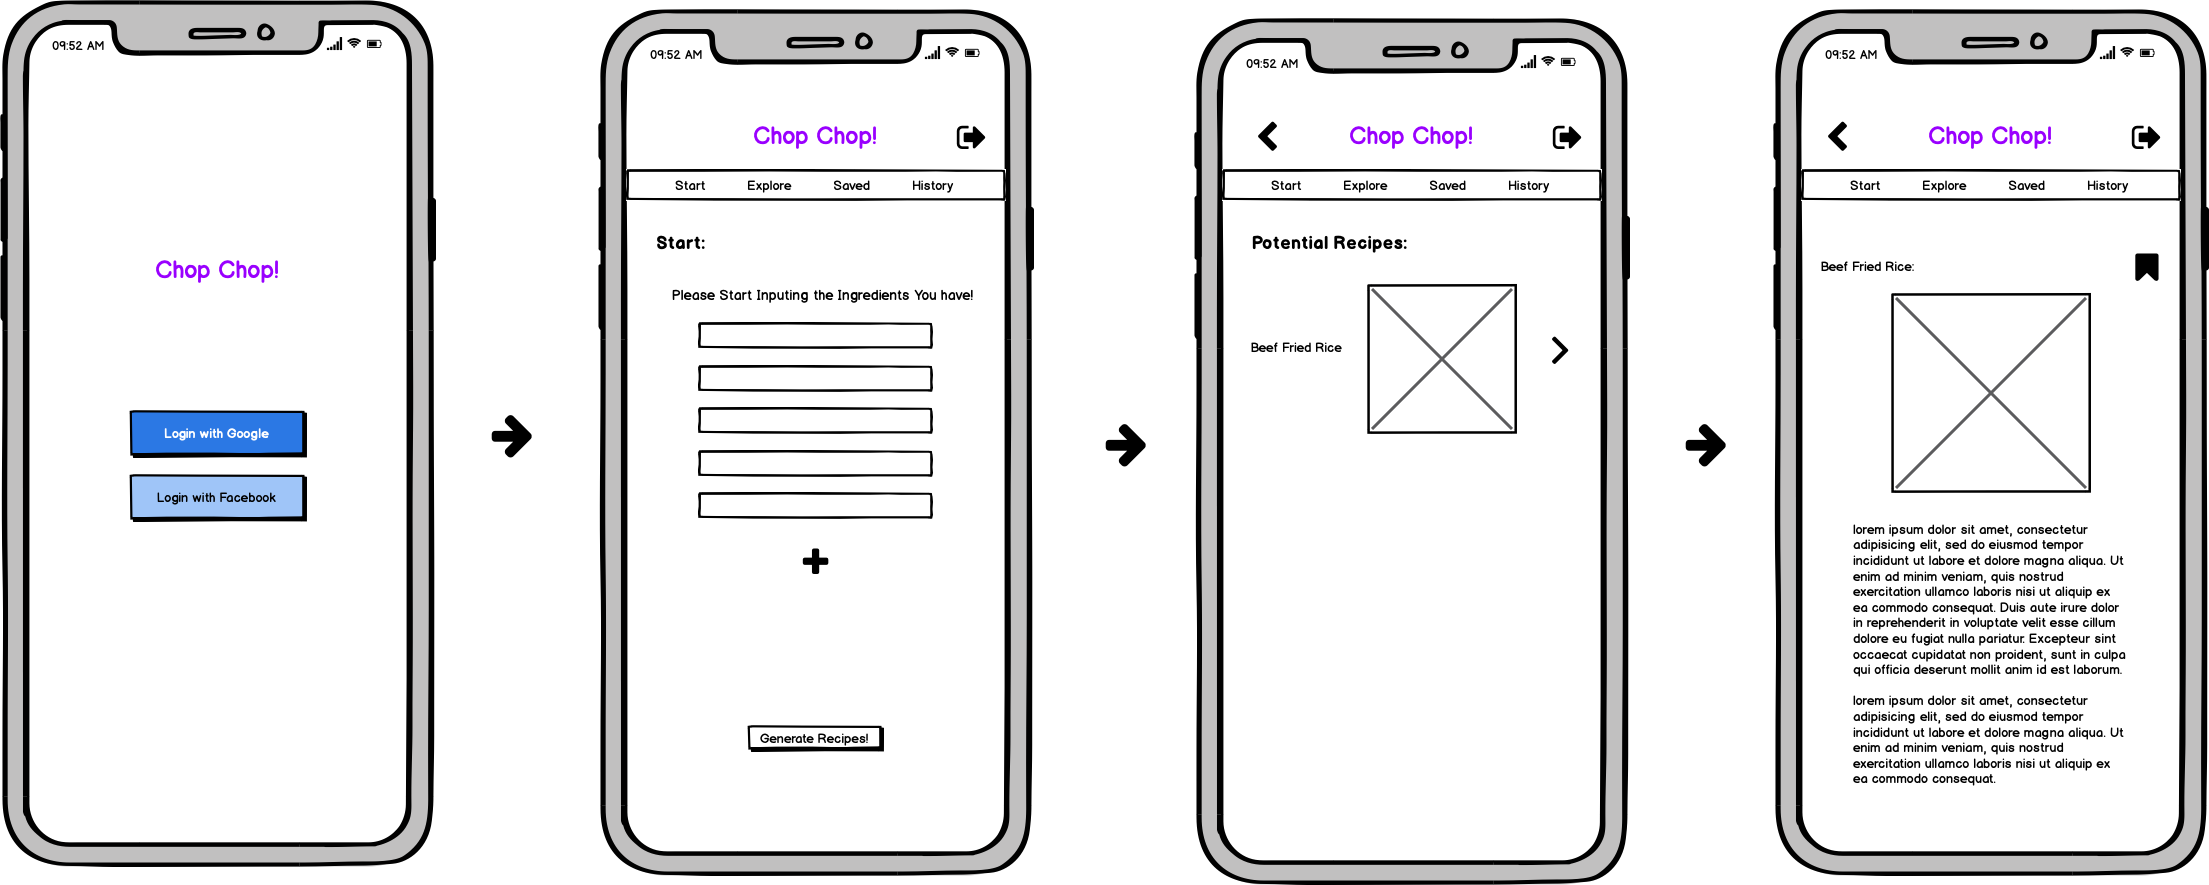 09:52 AM
Chop Chop!
Login with Google
Login with Facebook
09:52 AM
Chop Chop!
Start Explore Saved History
Start:
Please Start Inputing the Ingredients You have!
Generate Recipes!
09:52 AM
Chop Chop!
Start Explore Saved History
Potential Recipes:
Beef Fried Rice
09:52 AM
Chop Chop!
Start Explore Saved History
Beef Fried Rice:
lorem ipsum dolor sit amet, consectetur
adipisicing elit, sed do eiusmod tempor
incididunt ut labore et dolore magna aliqua. Ut
enim ad minim veniam, quis nostrud
exercitation ullamco laboris nisi ut aliquip ex
ea commodo consequat. Duis aute irure dolor
in reprehenderit in voluptate velit esse cillum
dolore eu fugiat nulla pariatur. Excepteur sint
occaecat cupidatat non proident, sunt in culpa
qui officia deserunt mollit anim id est laborum.
lorem ipsum dolor sit amet, consectetur
adipisicing elit, sed do eiusmod tempor
incididunt ut labore et dolore magna aliqua. Ut
enim ad minim veniam, quis nostrud
exercitation ullamco laboris nisi ut aliquip ex
ea commodo consequat.